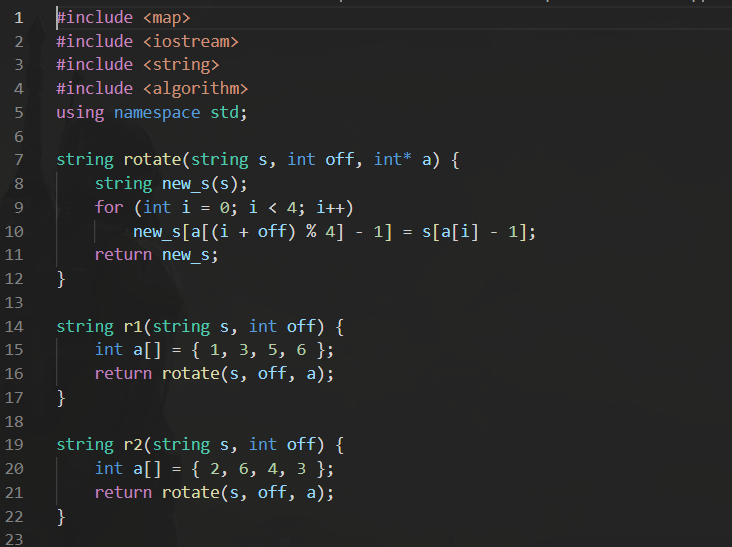 1 #include <map>
2 #include <iostream>
3 #include <string>
4 #include <algorithm>
5 using namespace std;
6
7 string rotate(string s, int off, int* a) {
8     string new_s(s);
9     for (int i = 0; i < 4; i++)
10         new_s[a[(i + off) % 4] - 1] = s[a[i] - 1];
11     return new_s;
12 }
13
14 string r1(string s, int off) {
15     int a[] = { 1, 3, 5, 6 };
16     return rotate(s, off, a);
17 }
18
19 string r2(string s, int off) {
20     int a[] = { 2, 6, 4, 3 };
21     return rotate(s, off, a);
22 }
23